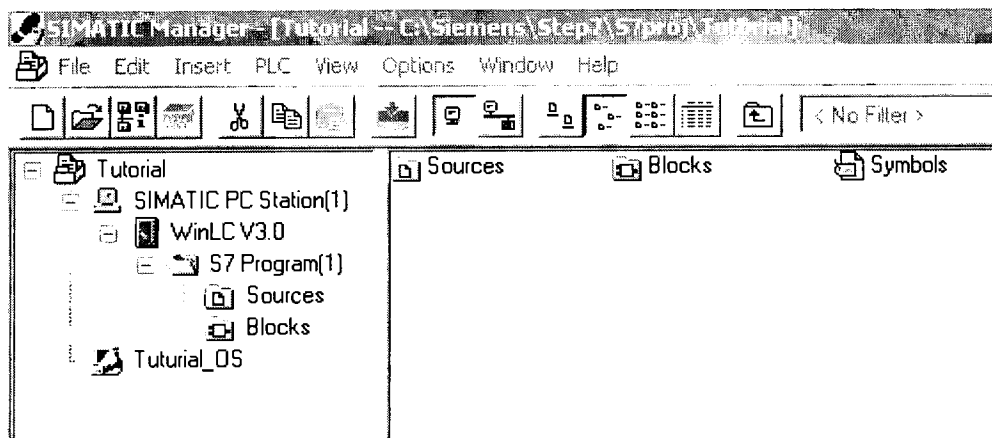 SIMATIC Manager - [Tutorial -- C:\Siemens\Step7\S7proj\Tutorial]
File Edit Insert PLC View Options Window Help
< No Filter >
Tutorial
SIMATIC PC Station(1)
WinLC V3.0
S7 Program(1)
Sources
Blocks
Tuturial_OS
Sources Blocks Symbols